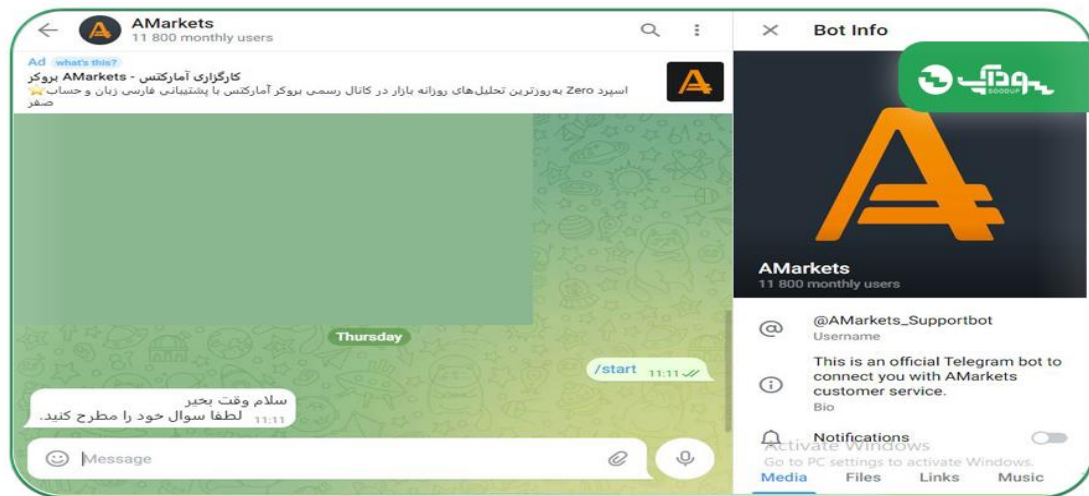 AMarkets
11 800 monthly users
Ad what's this?
کارگزاری آمارکتس - AMarkets بروکر
اسپرد Zero به‌روزترین تحلیل‌های روزانه بازار در کانال رسمی بروکر آمارکتس با پشتیبانی فارسی زبان و حساب⭐
صفر
Thursday
/start 11:11
سلام وقت بخیر
لطفا سوال خود را مطرح کنید. 11:11
Message
Bot Info
سودآپ
SOODUP
AMarkets
11 800 monthly users
@AMarkets_Supportbot
Username
This is an official Telegram bot to
connect you with AMarkets
customer service.
Bio
Notifications
Activate Windows
Go to PC settings to activate Windows.
Media Files Links Music